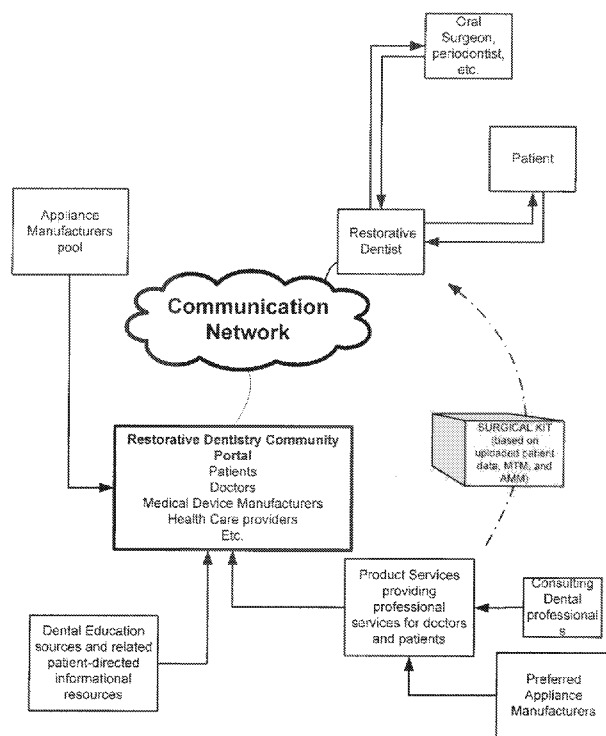 Oral
Surgeon,
periodontist,
etc.
Patient
Appliance
Manufacturers
pool
Restorative
Dentist
Communication
Network
Restorative Dentistry Community
Portal
Patients
Doctors
Medical Device Manufacturers
Health Care providers
Etc.
SURGICAL KIT
(based on
uploaded patient
data, MTM, and
AMM)
Product Services
providing
professional
services for doctors
and patients
Consulting
Dental
professional
s
Dental Education
sources and related
patient-directed
informational
resources
Preferred
Appliance
Manufacturers